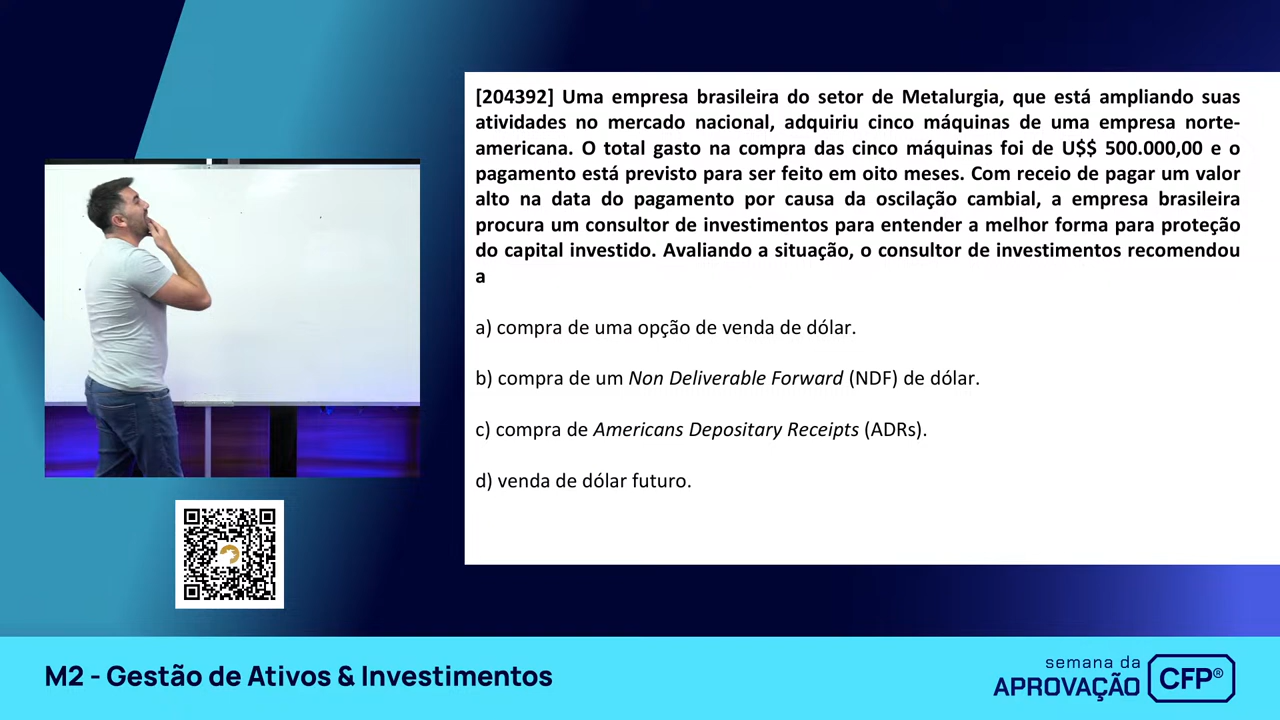 [204392] Uma empresa brasileira do setor de Metalurgia, que está ampliando suas
atividades no mercado nacional, adquiriu cinco máquinas de uma empresa norte-
americana. O total gasto na compra das cinco máquinas foi de U$$ 500.000,00 e o
pagamento está previsto para ser feito em oito meses. Com receio de pagar um valor
alto na data do pagamento por causa da oscilação cambial, a empresa brasileira
procura um consultor de investimentos para entender a melhor forma para proteção
do capital investido. Avaliando a situação, o consultor de investimentos recomendou
a
a) compra de uma opção de venda de dólar.
b) compra de um Non Deliverable Forward (NDF) de dólar.
c) compra de Americans Depositary Receipts (ADRs).
d) venda de dólar futuro.
M2 - Gestão de Ativos & Investimentos
semana da
APROVAÇÃO
CFP®